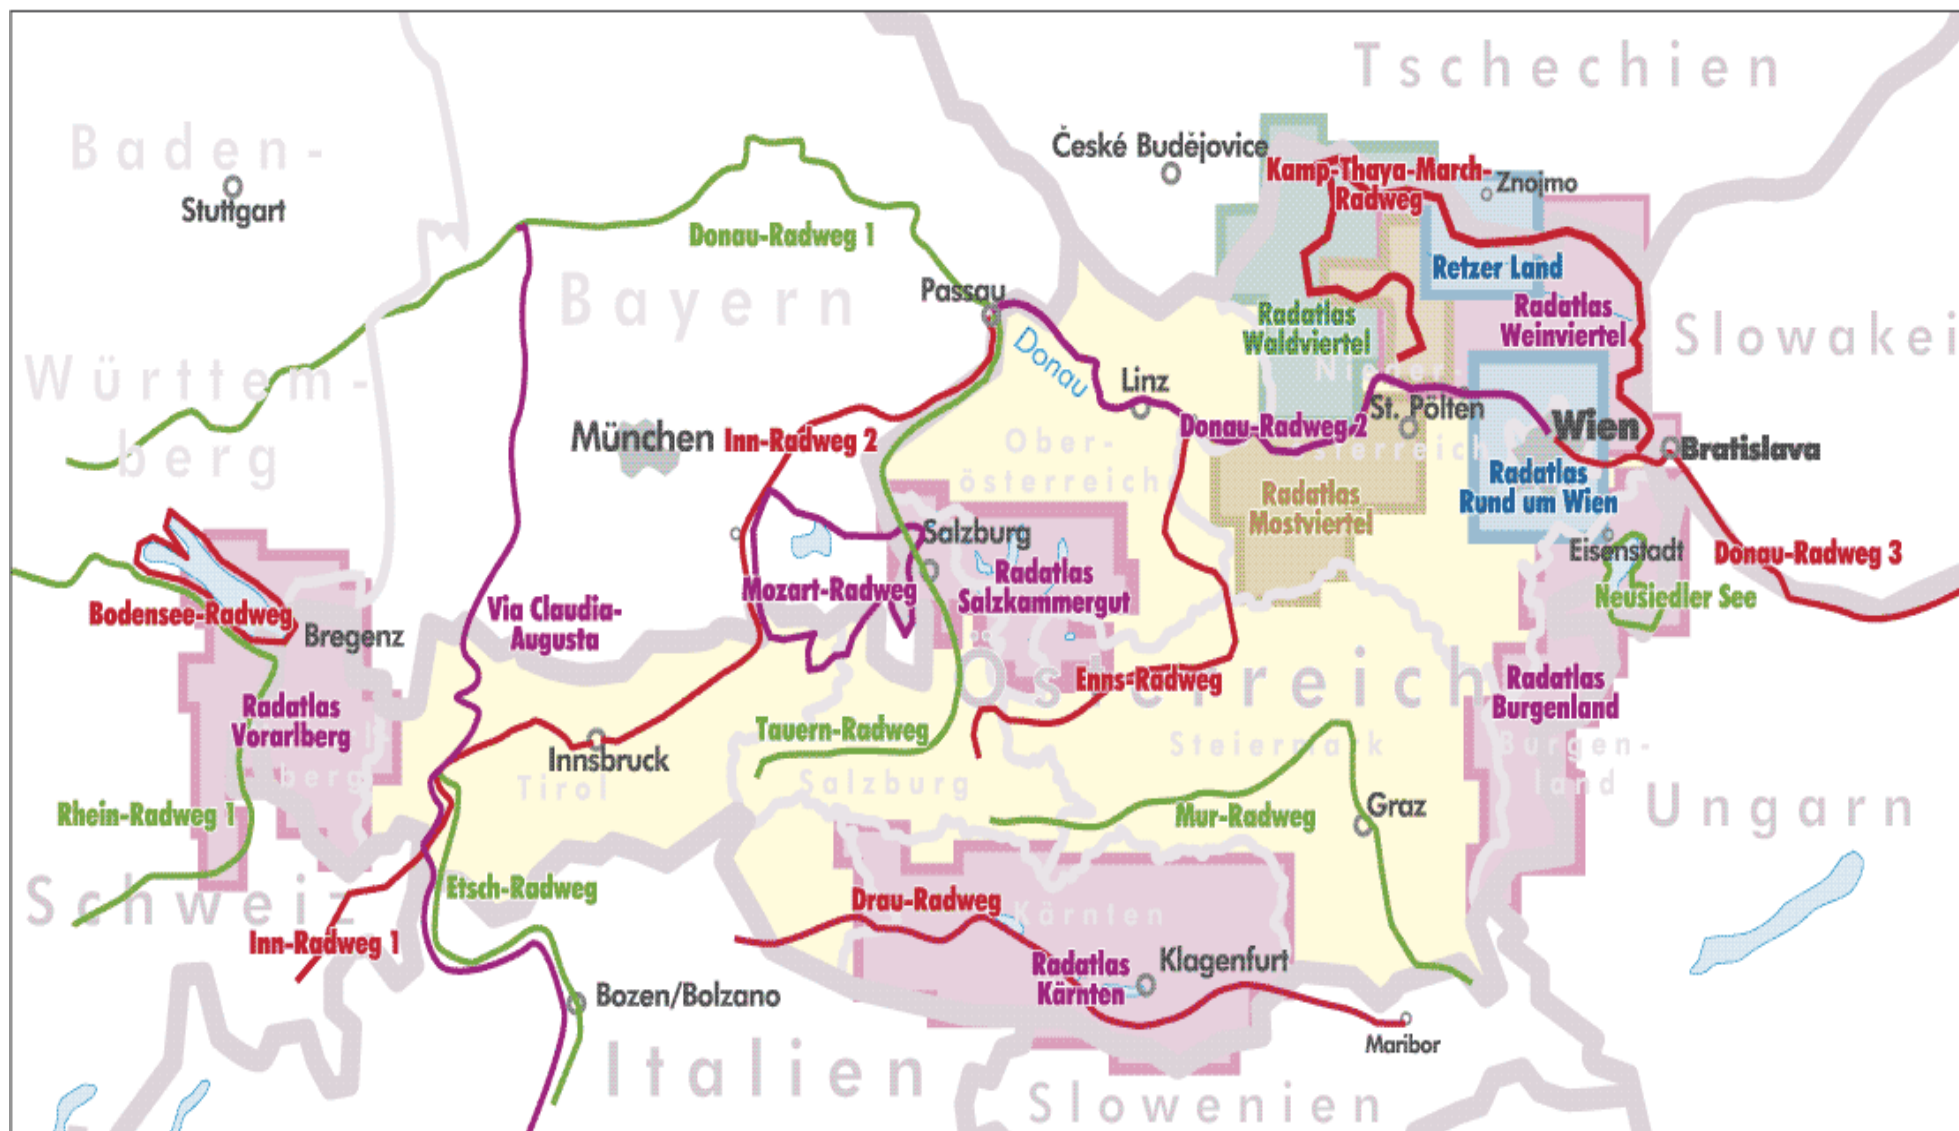 Tschechien
Baden-
Stuttgart
České Budějovice
Kamp-Thaya-March-
Radweg
Znojmo
Donau-Radweg 1
Retzer Land
Bayern
Passau
Radatlas
Weinviertel
Radatlas
Waldviertel
Slowakei
Donau
Württem-
berg
Linz
Nieder-
österreich
St. Pölten
Wien
Donau-Radweg 2
München
Inn-Radweg 2
Bratislava
Ober-
österreich
Radatlas
Rund um Wien
Radatlas
Mostviertel
Salzburg
Eisenstadt
Donau-Radweg 3
Radatlas
Salzkammergut
Mozart-Radweg
Neusiedler See
Via Claudia-
Augusta
Bodensee-Radweg
Bregenz
Österreich
Enns-Radweg
Radatlas
Burgenland
Radatlas
Vorarlberg
Tauern-Radweg
Innsbruck
Steiermark
Burgen-
land
berg
Tirol
Salzburg
Ungarn
Rhein-Radweg 1
Mur-Radweg
Graz
Schweiz
Etsch-Radweg
Drau-Radweg
Kärnten
Inn-Radweg 1
Radatlas
Kärnten
Klagenfurt
Bozen/Bolzano
Maribor
Italien
Slowenien